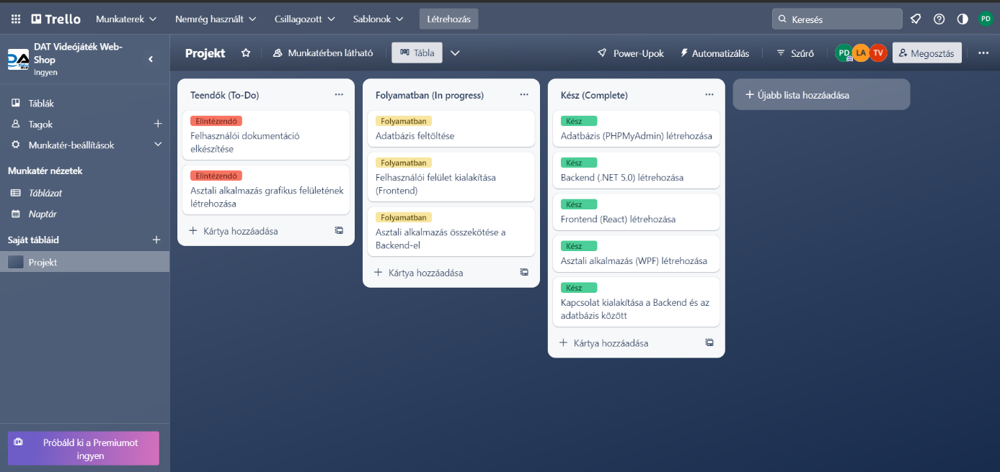 Trello
Munkaterek
Nemrég használt
Csillagozott
Sablonok
Létrehozás
Keresés
PD
DAT Videójáték Web-
Shop
Ingyen
Projekt
Munkatérben látható
Tábla
Power-Upok
Automatizálás
Szűrő
PD
LA
TV
Megosztás
Táblák
Tagok
Munkatér-beállítások
Munkatér nézetek
Táblázat
Naptár
Saját tábláid
Projekt
Próbáld ki a Premiumot
ingyen
Teendők (To-Do)
Elintézendő
Felhasználói dokumentáció
elkészítése
Elintézendő
Asztali alkalmazás grafikus felületének
létrehozása
Kártya hozzáadása
Folyamatban (In progress)
Folyamatban
Adatbázis feltöltése
Folyamatban
Felhasználói felület kialakítása
(Frontend)
Folyamatban
Asztali alkalmazás összekötése a
Backend-el
Kártya hozzáadása
Kész (Complete)
Kész
Adatbázis (PHPMyAdmin) létrehozása
Kész
Backend (.NET 5.0) létrehozása
Kész
Frontend (React) létrehozása
Kész
Asztali alkalmazás (WPF) létrehozása
Kész
Kapcsolat kialakítása a Backend és az
adatbázis között
Kártya hozzáadása
Újabb lista hozzáadása